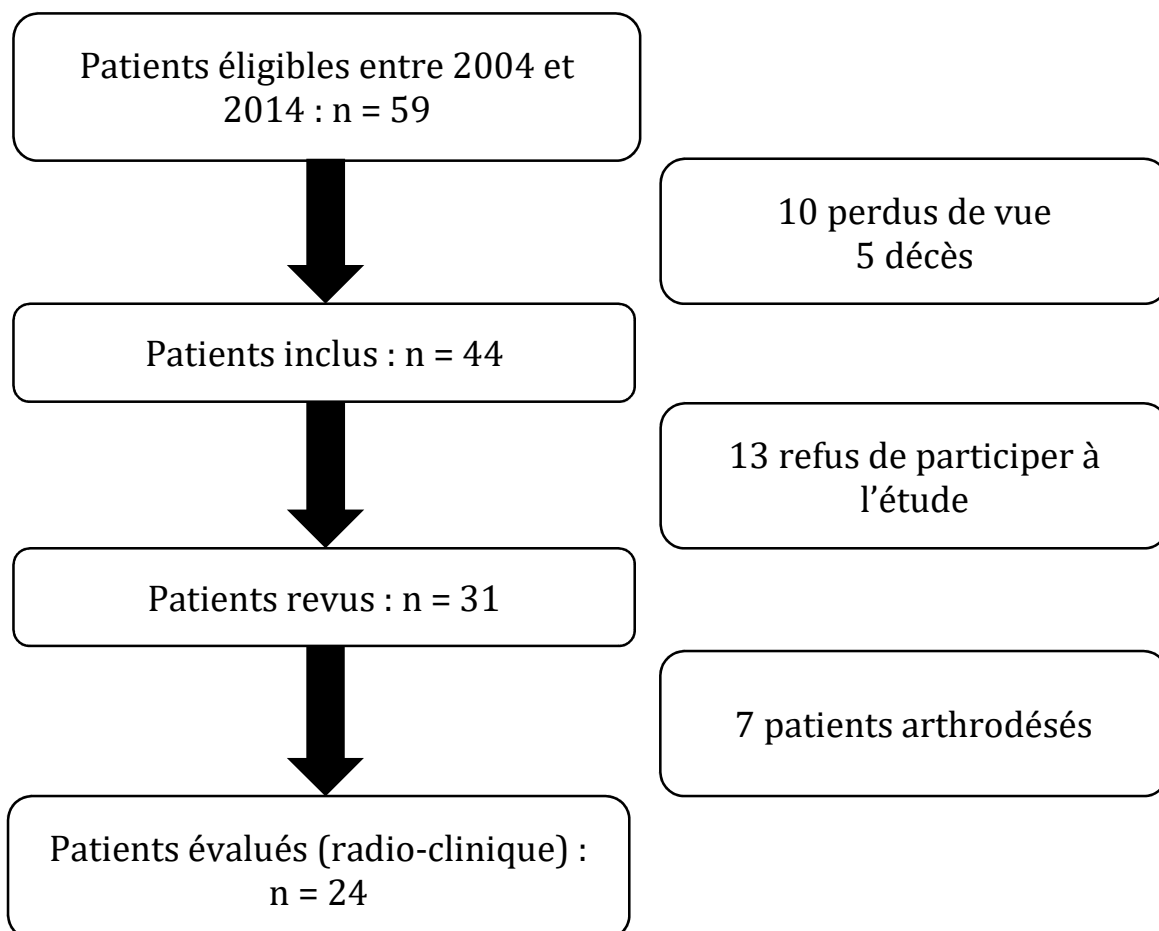 Patients éligibles entre 2004 et
2014 : n = 59
10 perdus de vue
5 décès
Patients inclus : n = 44
13 refus de participer à
l’étude
Patients revus : n = 31
7 patients arthrodésés
Patients évalués (radio-clinique) :
n = 24